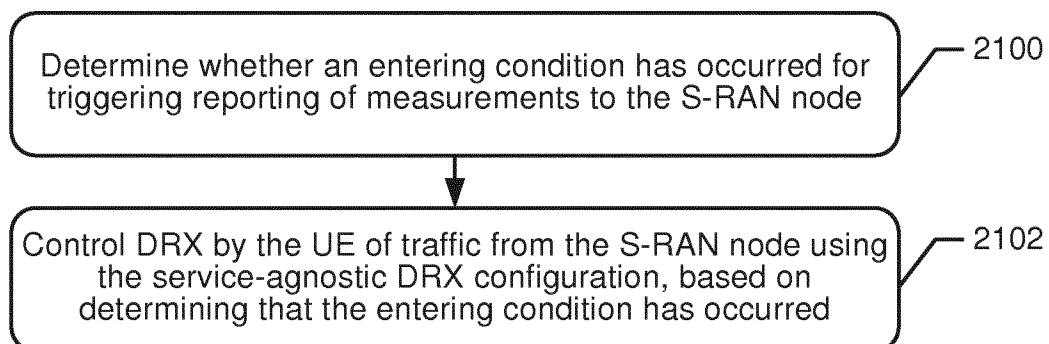 Determine whether an entering condition has occurred for
triggering reporting of measurements to the S-RAN node
2100
Control DRX by the UE of traffic from the S-RAN node using
the service-agnostic DRX configuration, based on
determining that the entering condition has occurred
2102